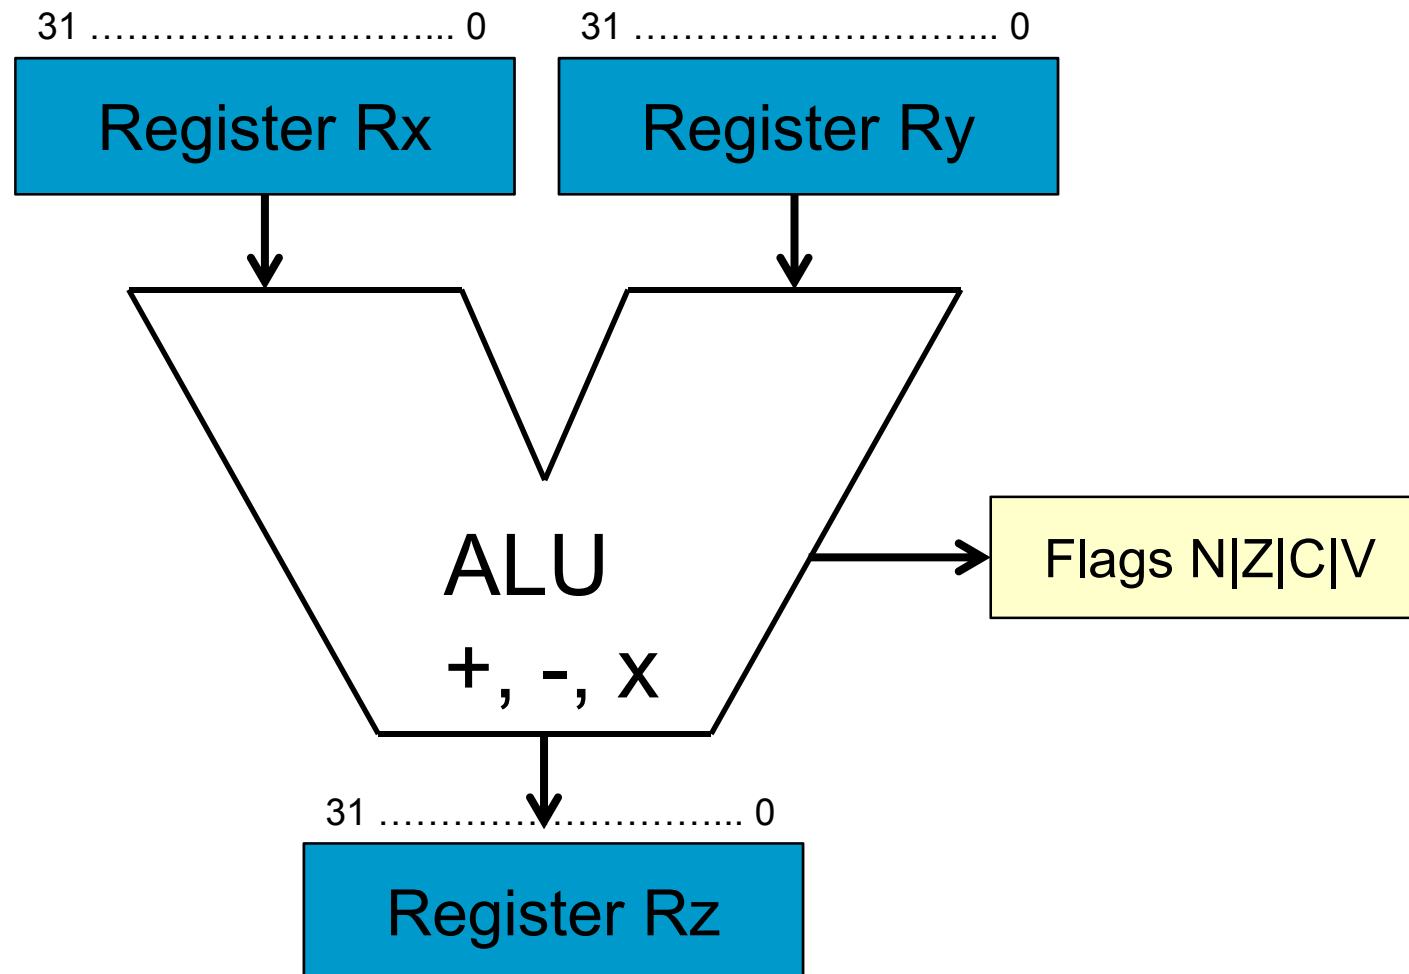 31 ………………………... 0
31 ………………………... 0
Register Rx
Register Ry
ALU
+, -, x
Flags N|Z|C|V
31 ………………………... 0
Register Rz